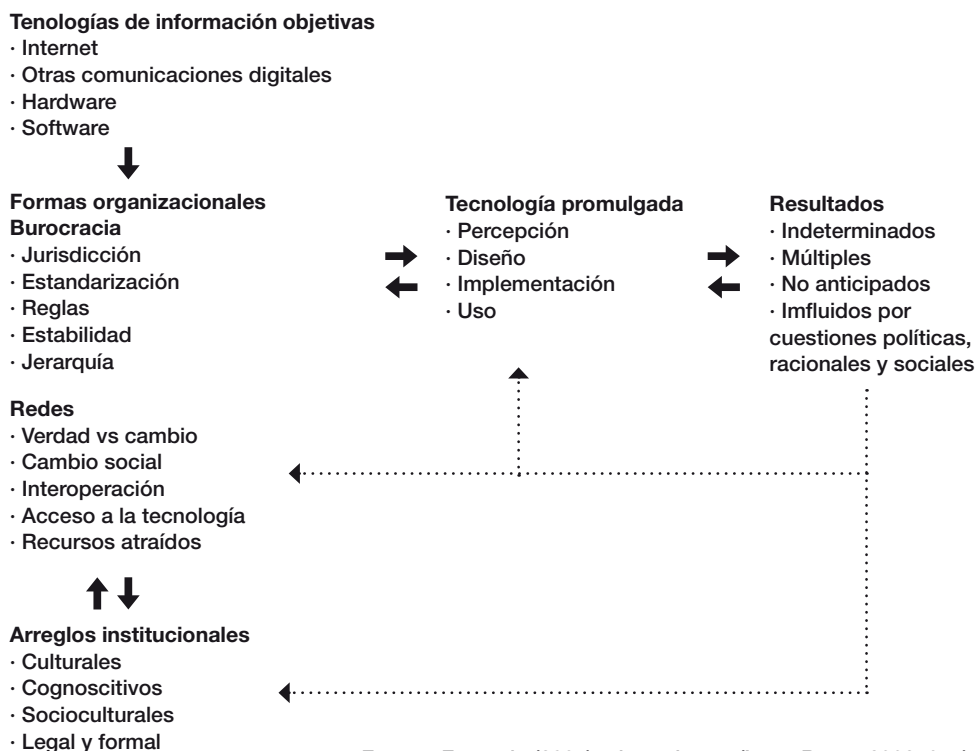 Tenologías de información objetivas
· Internet
· Otras comunicaciones digitales
· Hardware
· Software
Formas organizacionales
Burocracia
· Jurisdicción
· Estandarización
· Reglas
· Estabilidad
· Jerarquía
Redes
· Verdad vs cambio
· Cambio social
· Interoperación
· Acceso a la tecnología
· Recursos atraídos
Arreglos institucionales
· Culturales
· Cognoscitivos
· Socioculturales
· Legal y formal
Tecnología promulgada
· Percepción
· Diseño
· Implementación
· Uso
Resultados
· Indeterminados
· Múltiples
· No anticipados
· Imfluidos por
cuestiones políticas,
racionales y sociales